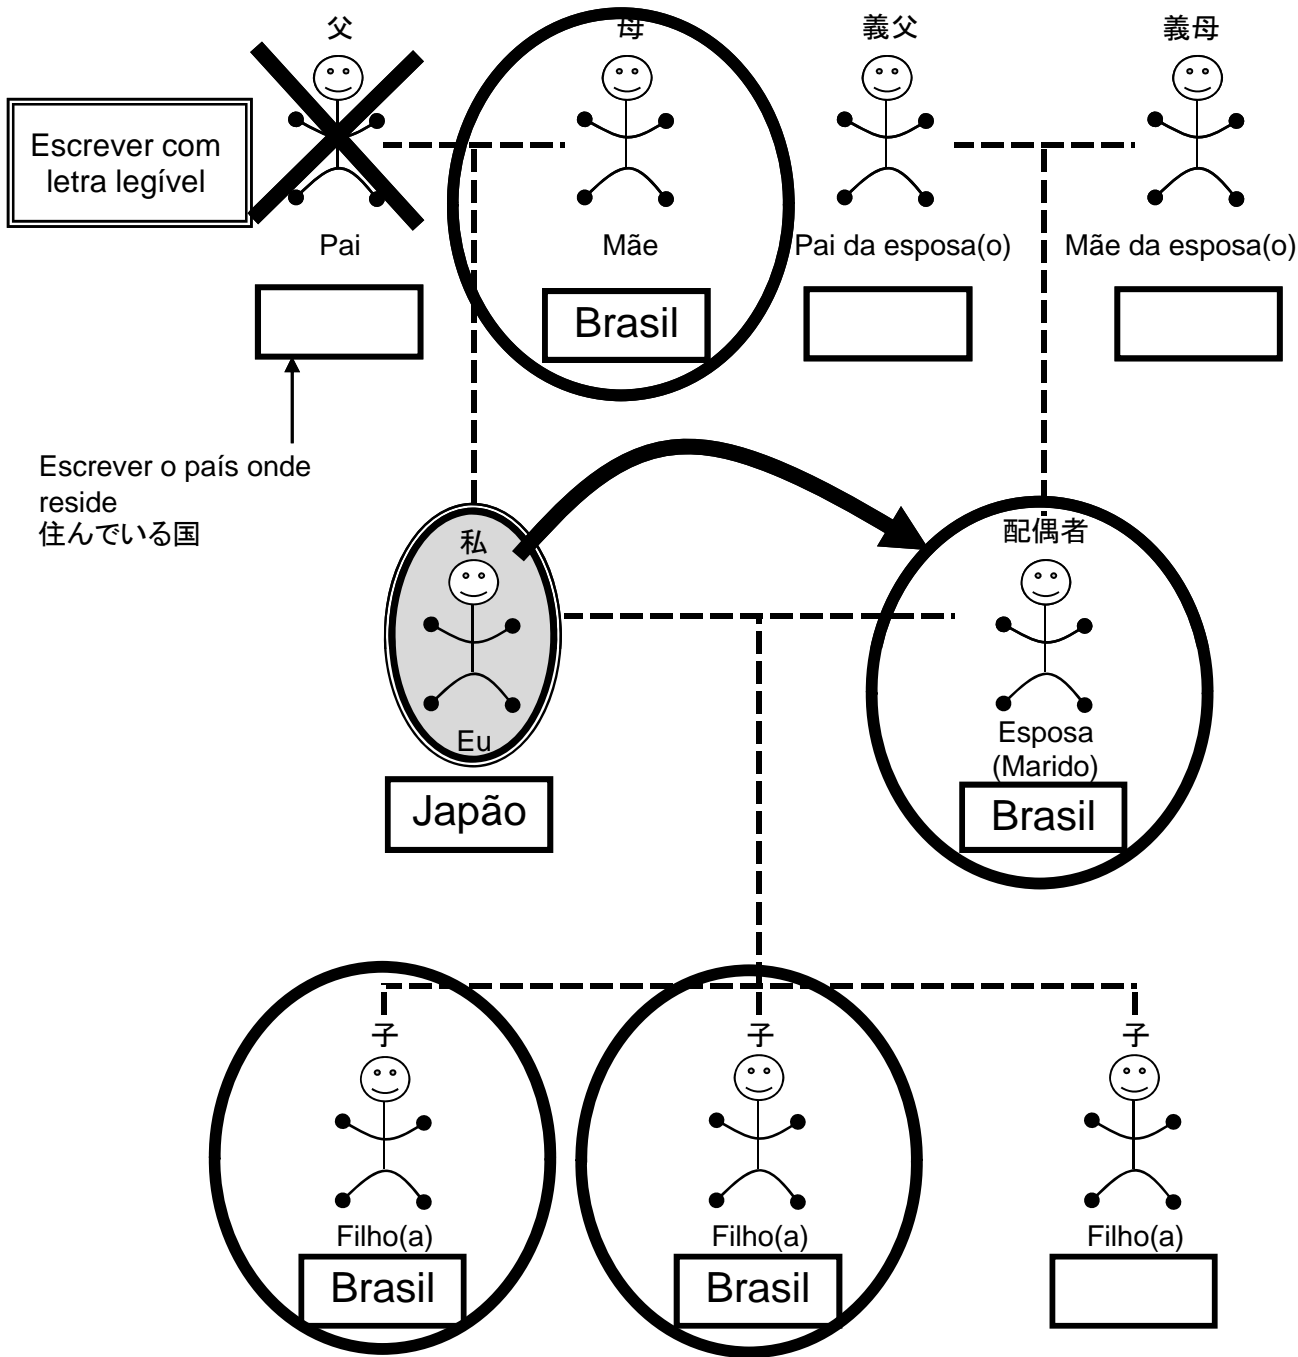 父
母
義父
義母
Escrever com
letra legível
Pai
Mãe
Pai da esposa(o)
Mãe da esposa(o)
Brasil
Escrever o país onde
reside
住んでいる国
私
配偶者
Eu
Esposa
(Marido)
Japão
Brasil
子
子
子
Filho(a)
Filho(a)
Filho(a)
Brasil
Brasil